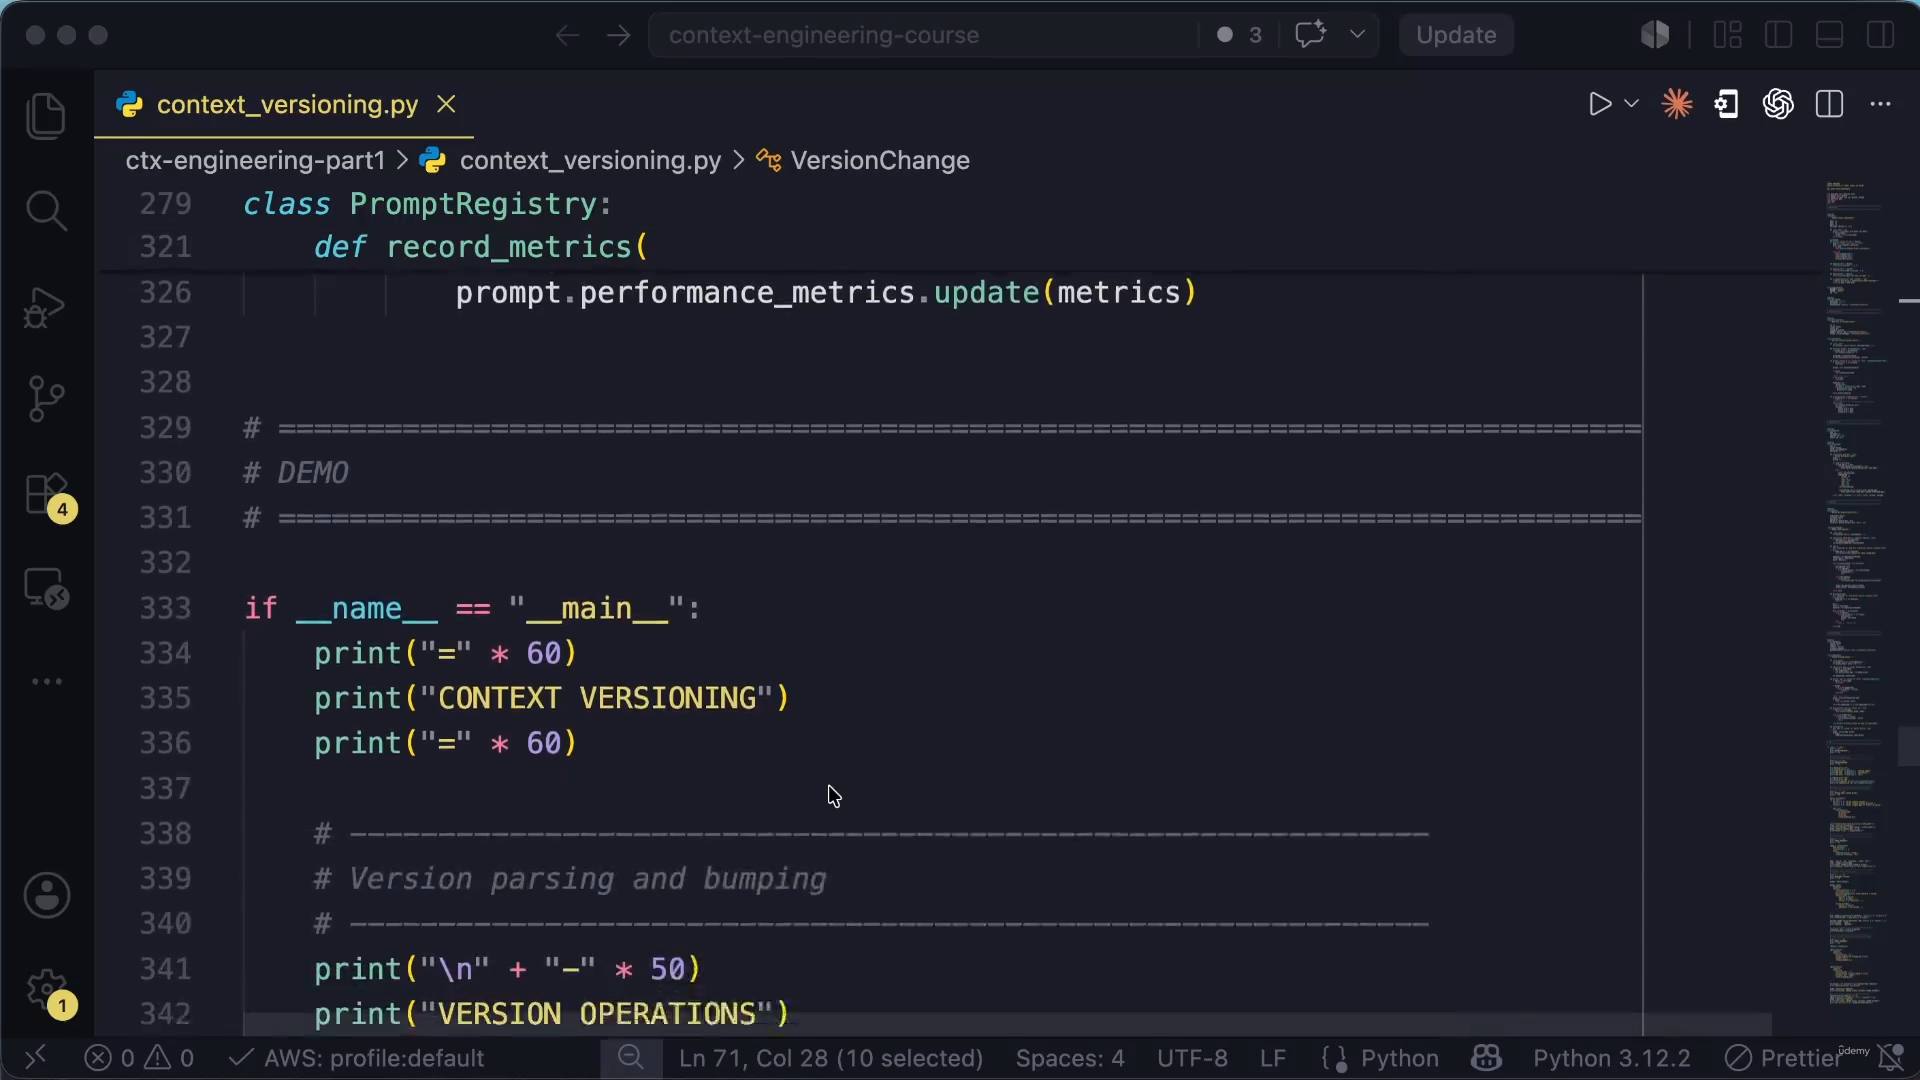 context-engineering-course
3
Update
context_versioning.py
ctx-engineering-part1 > context_versioning.py > VersionChange
279 class PromptRegistry:
321 def record_metrics(
326 prompt.performance_metrics.update(metrics)
327
328
329 # =============================================================================
330 # DEMO
331 # =============================================================================
332
333 if __name__ == "__main__":
334 print("=" * 60)
335 print("CONTEXT VERSIONING")
336 print("=" * 60)
337
338 # -------------------------------------------------------------
339 # Version parsing and bumping
340 # -------------------------------------------------------------
341 print("\n" + "-" * 50)
342 print("VERSION OPERATIONS")
4
1
0 0 AWS: profile:default Ln 71, Col 28 (10 selected) Spaces: 4 UTF-8 LF {} Python Python 3.12.2 Prettier
udemy